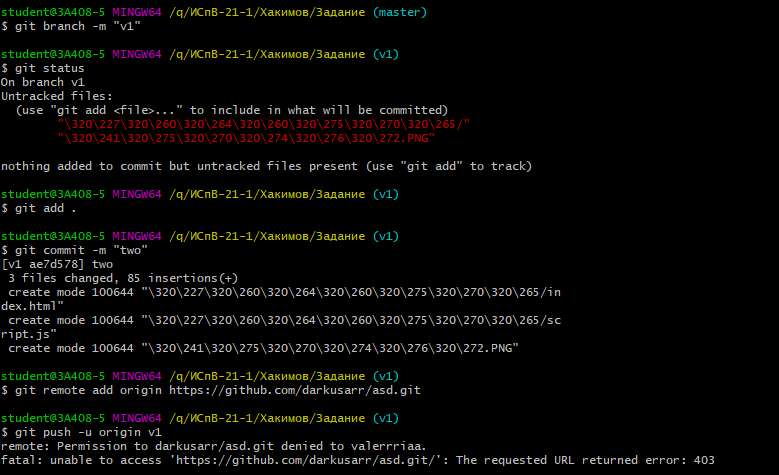 student@3A408-5 MINGW64 /q/ИСпВ-21-1/Хакимов/Задание (master)
$ git branch -m "v1"
student@3A408-5 MINGW64 /q/ИСпВ-21-1/Хакимов/Задание (v1)
$ git status
On branch v1
Untracked files:
  (use "git add <file>..." to include in what will be committed)
        "\320\227\320\260\320\264\320\260\320\275\320\270\320\265/"
        "\320\241\320\275\320\270\320\274\320\276\320\272.PNG"
nothing added to commit but untracked files present (use "git add" to track)
student@3A408-5 MINGW64 /q/ИСпВ-21-1/Хакимов/Задание (v1)
$ git add .
student@3A408-5 MINGW64 /q/ИСпВ-21-1/Хакимов/Задание (v1)
$ git commit -m "two"
[v1 ae7d578] two
 3 files changed, 85 insertions(+)
 create mode 100644 "\320\227\320\260\320\264\320\260\320\275\320\270\320\265/in
dex.html"
 create mode 100644 "\320\227\320\260\320\264\320\260\320\275\320\270\320\265/sc
ript.js"
 create mode 100644 "\320\241\320\275\320\270\320\274\320\276\320\272.PNG"
student@3A408-5 MINGW64 /q/ИСпВ-21-1/Хакимов/Задание (v1)
$ git remote add origin https://github.com/darkusarr/asd.git
student@3A408-5 MINGW64 /q/ИСпВ-21-1/Хакимов/Задание (v1)
$ git push -u origin v1
remote: Permission to darkusarr/asd.git denied to valerrriaa.
fatal: unable to access 'https://github.com/darkusarr/asd.git/': The requested URL returned error: 403